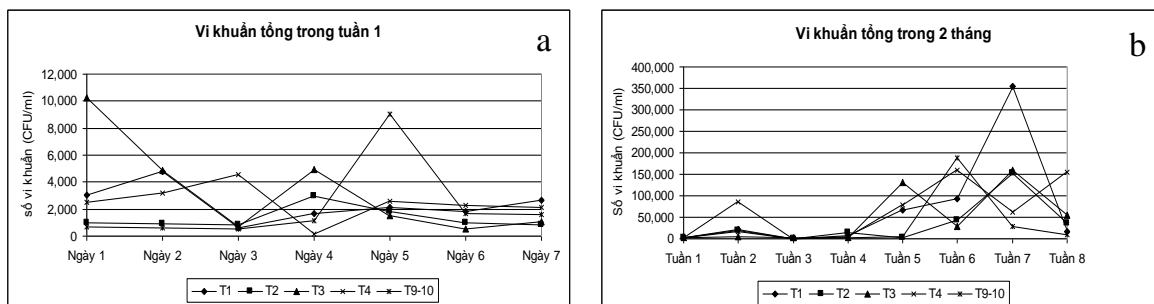 Vi khuẩn tổng trong tuần 1
a
số vi khuẩn (CFU/ml)
12,000
10,000
8,000
6,000
4,000
2,000
0
Ngày 1 Ngày 2 Ngày 3 Ngày 4 Ngày 5 Ngày 6 Ngày 7
T1 T2 T3 T4 T9-10
Vi khuẩn tổng trong 2 tháng
b
Số vi khuẩn (CFU/ml)
400,000
350,000
300,000
250,000
200,000
150,000
100,000
50,000
0
Tuần 1 Tuần 2 Tuần 3 Tuần 4 Tuần 5 Tuần 6 Tuần 7 Tuần 8
T1 T2 T3 T4 T9-10